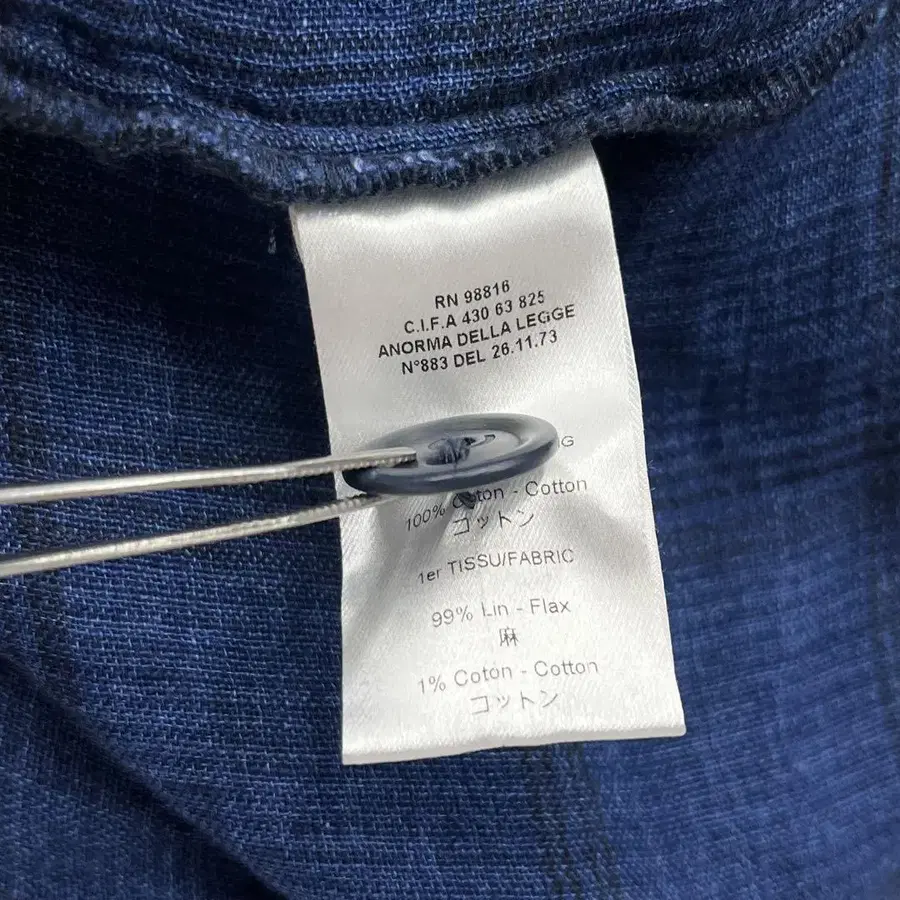 RN 98816
C.I.F.A 430 63 825
ANORMA DELLA LEGGE
N°883 DEL 26.11.73
100% Coton - Cotton
コットン
1er TISSU/FABRIC
99% Lin - Flax
麻
1% Coton - Cotton
コットン